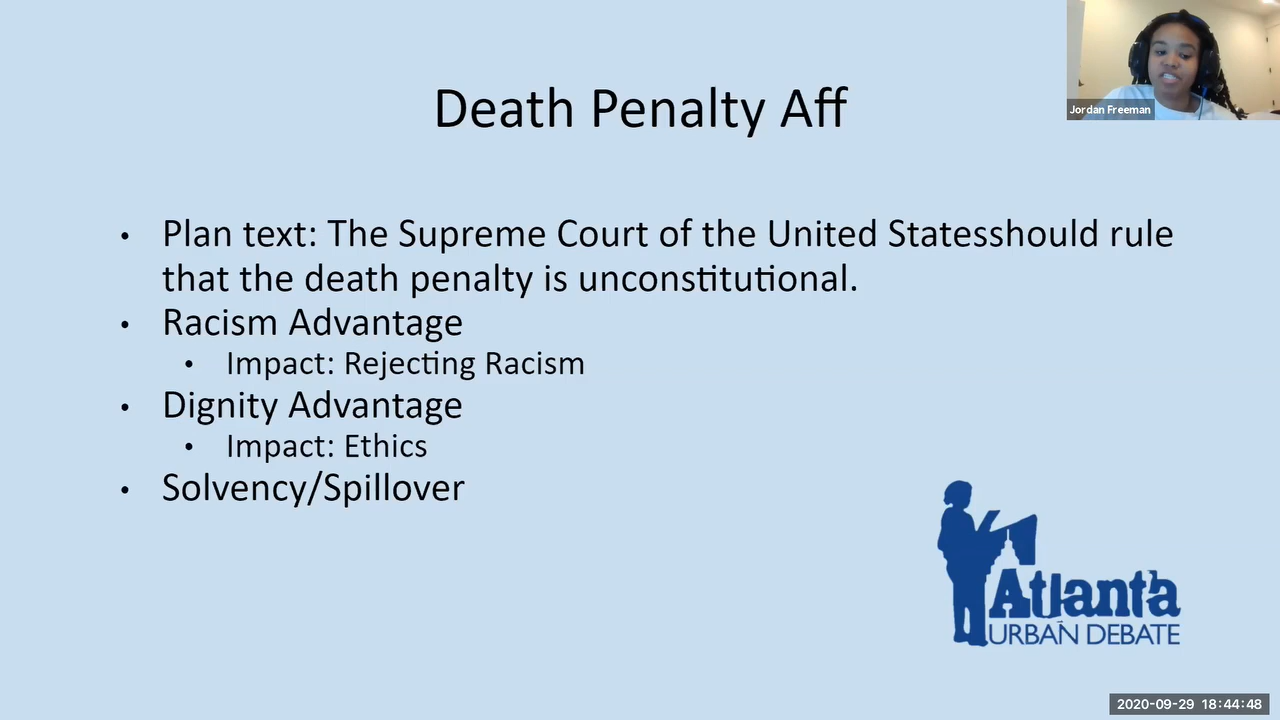 Death Penalty Aff
Jordan Freeman
• Plan text: The Supreme Court of the United Statesshould rule
that the death penalty is unconstitutional.
• Racism Advantage
• Impact: Rejecting Racism
• Dignity Advantage
• Impact: Ethics
• Solvency/Spillover
Atlanta
URBAN DEBATE
2020-09-29 18:44:48